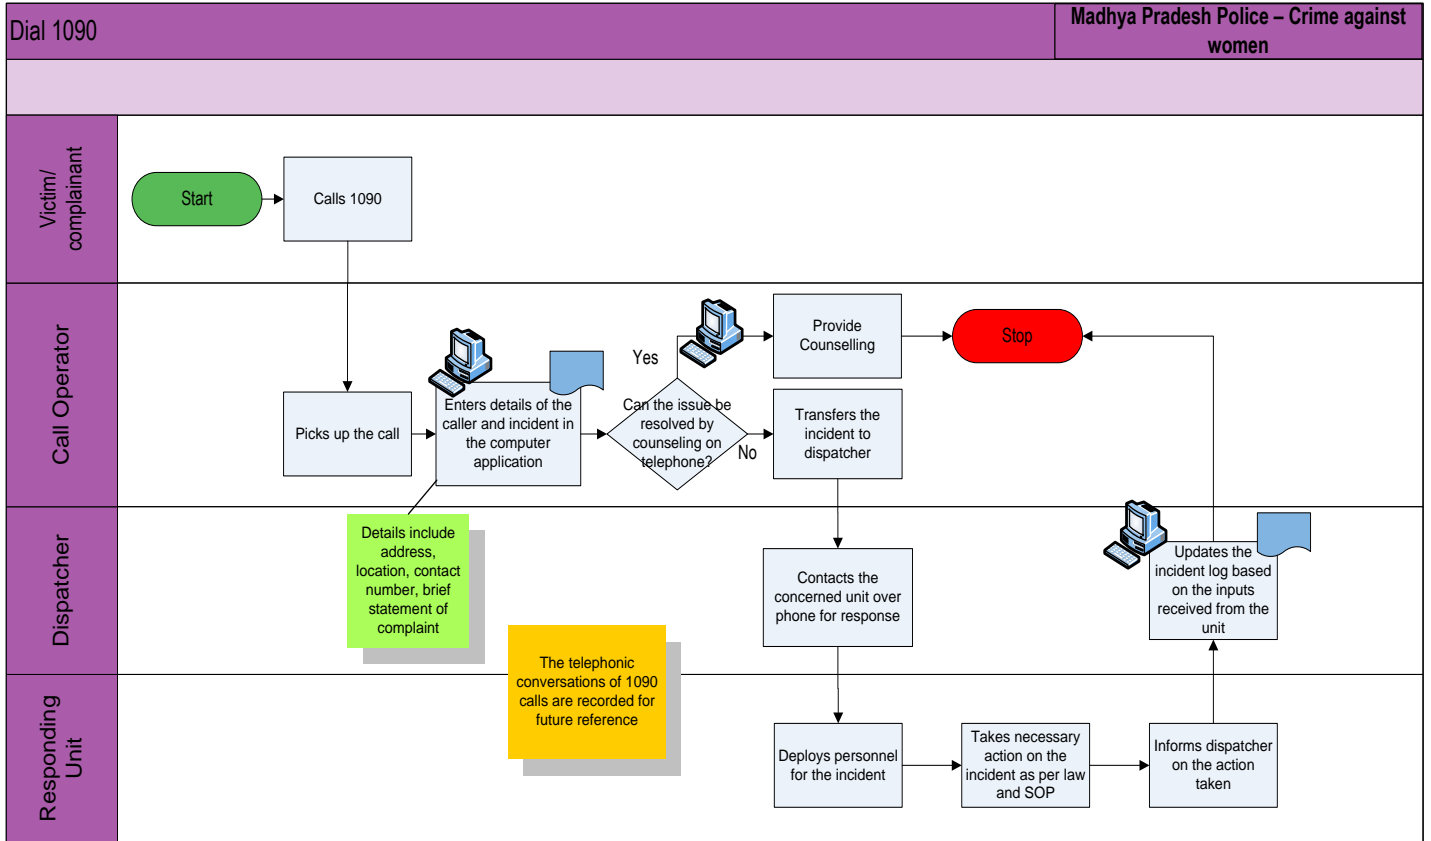 Dial 1090
Madhya Pradesh Police – Crime against
women
Victim/
complainant
Start
Calls 1090
Call Operator
Picks up the call
Enters details of the
caller and incident in
the computer
application
Can the issue be
resolved by
counseling on
telephone?
Yes
No
Provide
Counselling
Stop
Transfers the
incident to
dispatcher
Dispatcher
Details include
address,
location, contact
number, brief
statement of
complaint
Contacts the
concerned unit over
phone for response
Updates the
incident log based
on the inputs
received from the
unit
The telephonic
conversations of 1090
calls are recorded for
future reference
Responding
Unit
Deploys personnel
for the incident
Takes necessary
action on the
incident as per law
and SOP
Informs dispatcher
on the action
taken